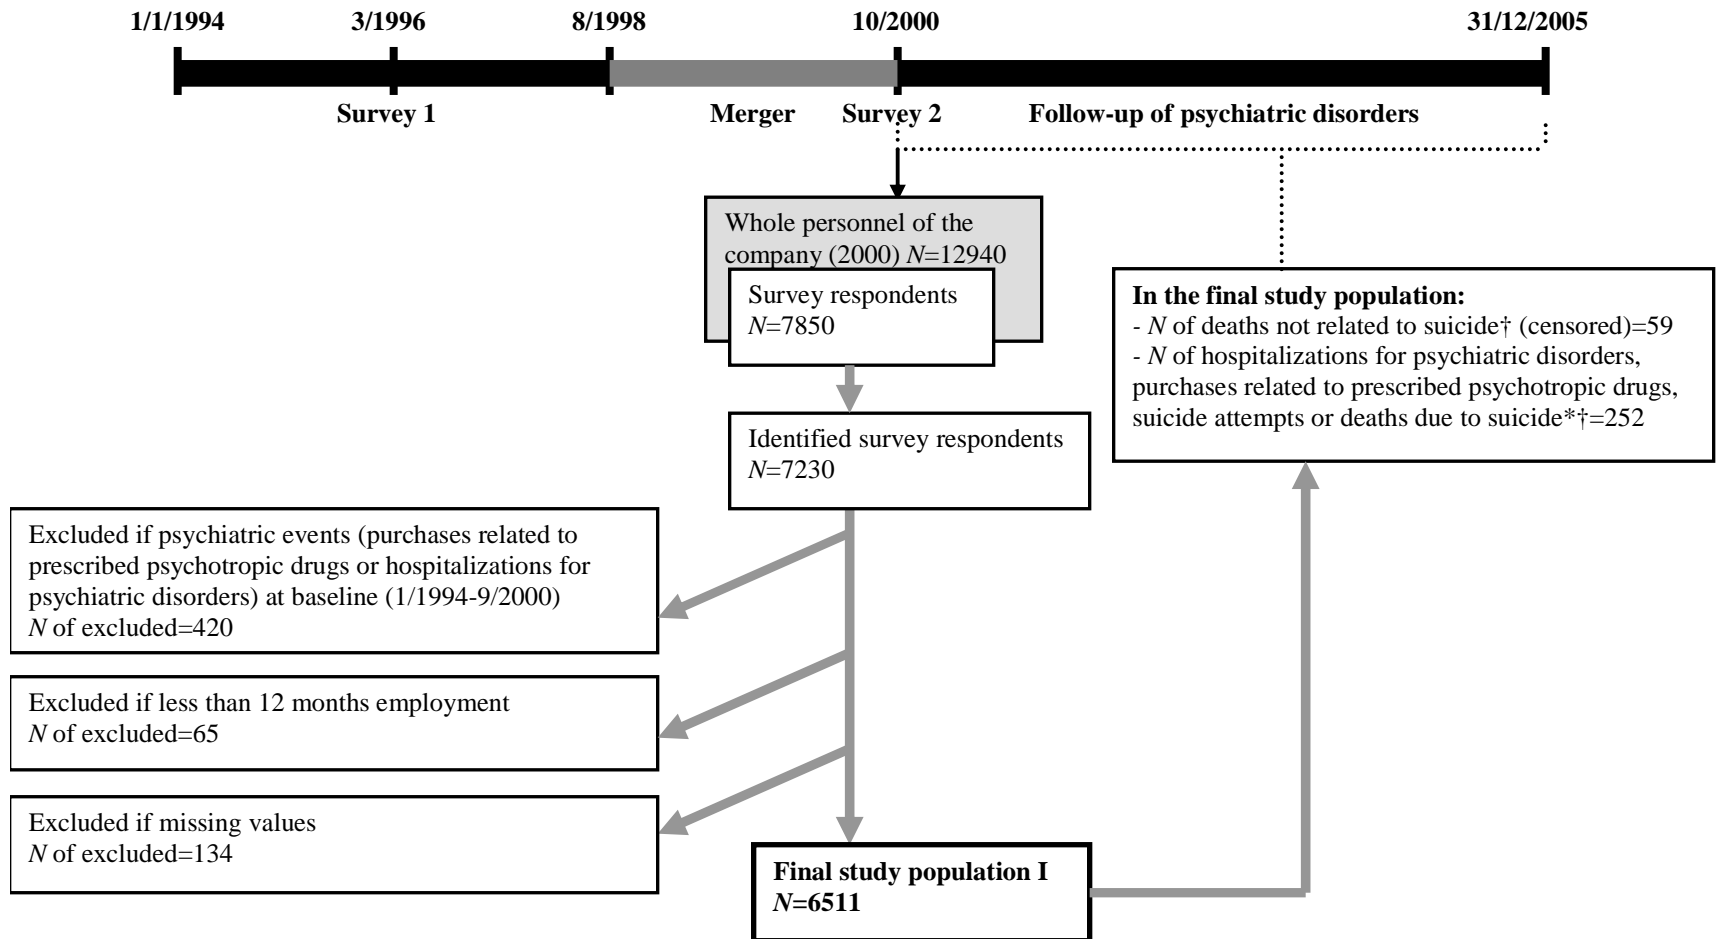 1/1/1994 3/1996 8/1998 10/2000 31/12/2005
Survey 1 Merger Survey 2 Follow-up of psychiatric disorders
Whole personnel of the
company (2000) N=12940
Survey respondents
N=7850
In the final study population:
- N of deaths not related to suicide† (censored)=59
- N of hospitalizations for psychiatric disorders,
purchases related to prescribed psychotropic drugs,
suicide attempts or deaths due to suicide*†=252
Identified survey respondents
N=7230
Excluded if psychiatric events (purchases related to
prescribed psychotropic drugs or hospitalizations for
psychiatric disorders) at baseline (1/1994-9/2000)
N of excluded=420
Excluded if less than 12 months employment
N of excluded=65
Excluded if missing values
N of excluded=134
Final study population I
N=6511